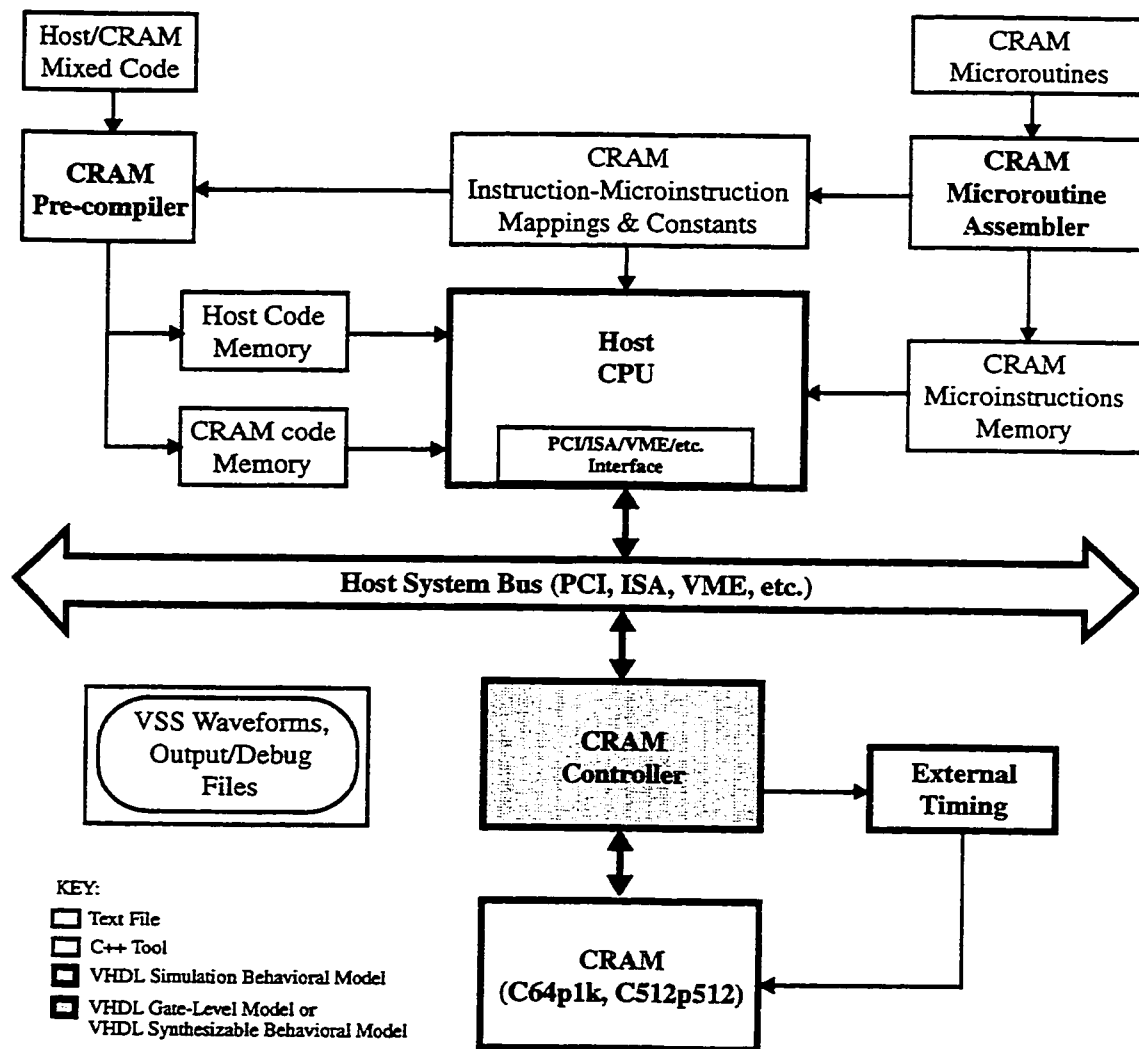 Host/CRAM
Mixed Code
CRAM
Microroutines
CRAM
Pre-compiler
CRAM
Instruction-Microinstruction
Mappings & Constants
CRAM
Microroutine
Assembler
Host Code
Memory
Host
CPU
CRAM
Microinstructions
Memory
CRAM code
Memory
PCI/ISA/VME/etc.
Interface
Host System Bus (PCI, ISA, VME, etc.)
VSS Waveforms,
Output/Debug
Files
CRAM
Controller
External
Timing
KEY:
Text File
C++ Tool
VHDL Simulation Behavioral Model
VHDL Gate-Level Model or
VHDL Synthesizable Behavioral Model
CRAM
(C64p1k, C512p512)